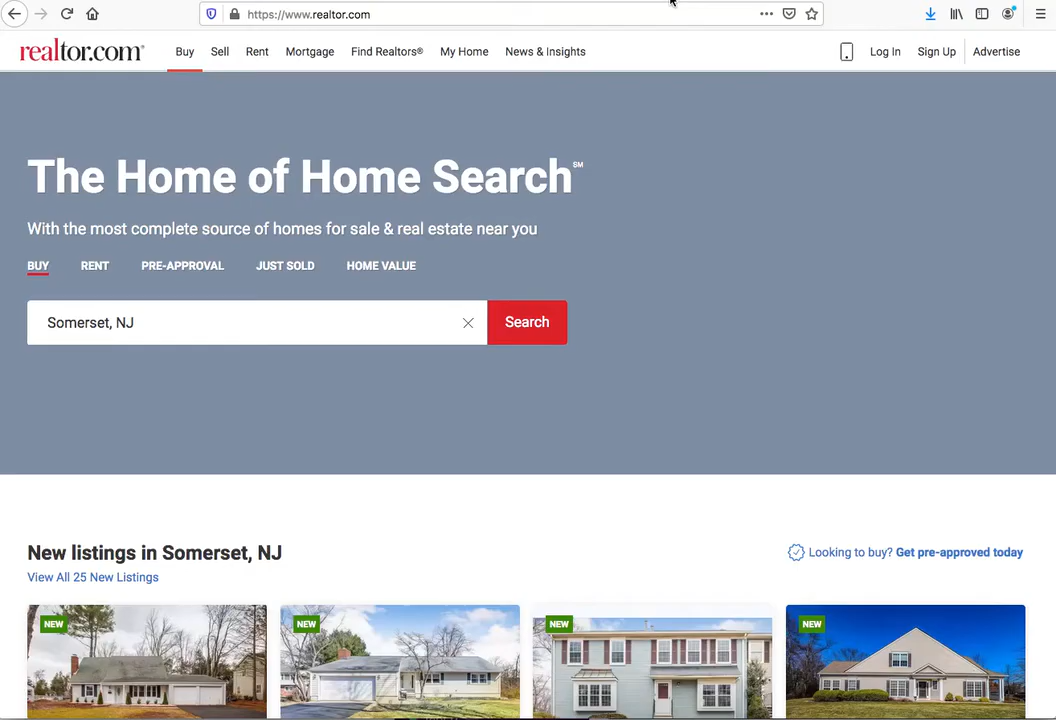 https://www.realtor.com
realtor.com®
Buy
Sell
Rent
Mortgage
Find Realtors®
My Home
News & Insights
Log In
Sign Up
Advertise
The Home of Home Search℠
With the most complete source of homes for sale & real estate near you
BUY
RENT
PRE-APPROVAL
JUST SOLD
HOME VALUE
Somerset, NJ
Search
New listings in Somerset, NJ
Looking to buy? Get pre-approved today
View All 25 New Listings
NEW
NEW
NEW
NEW